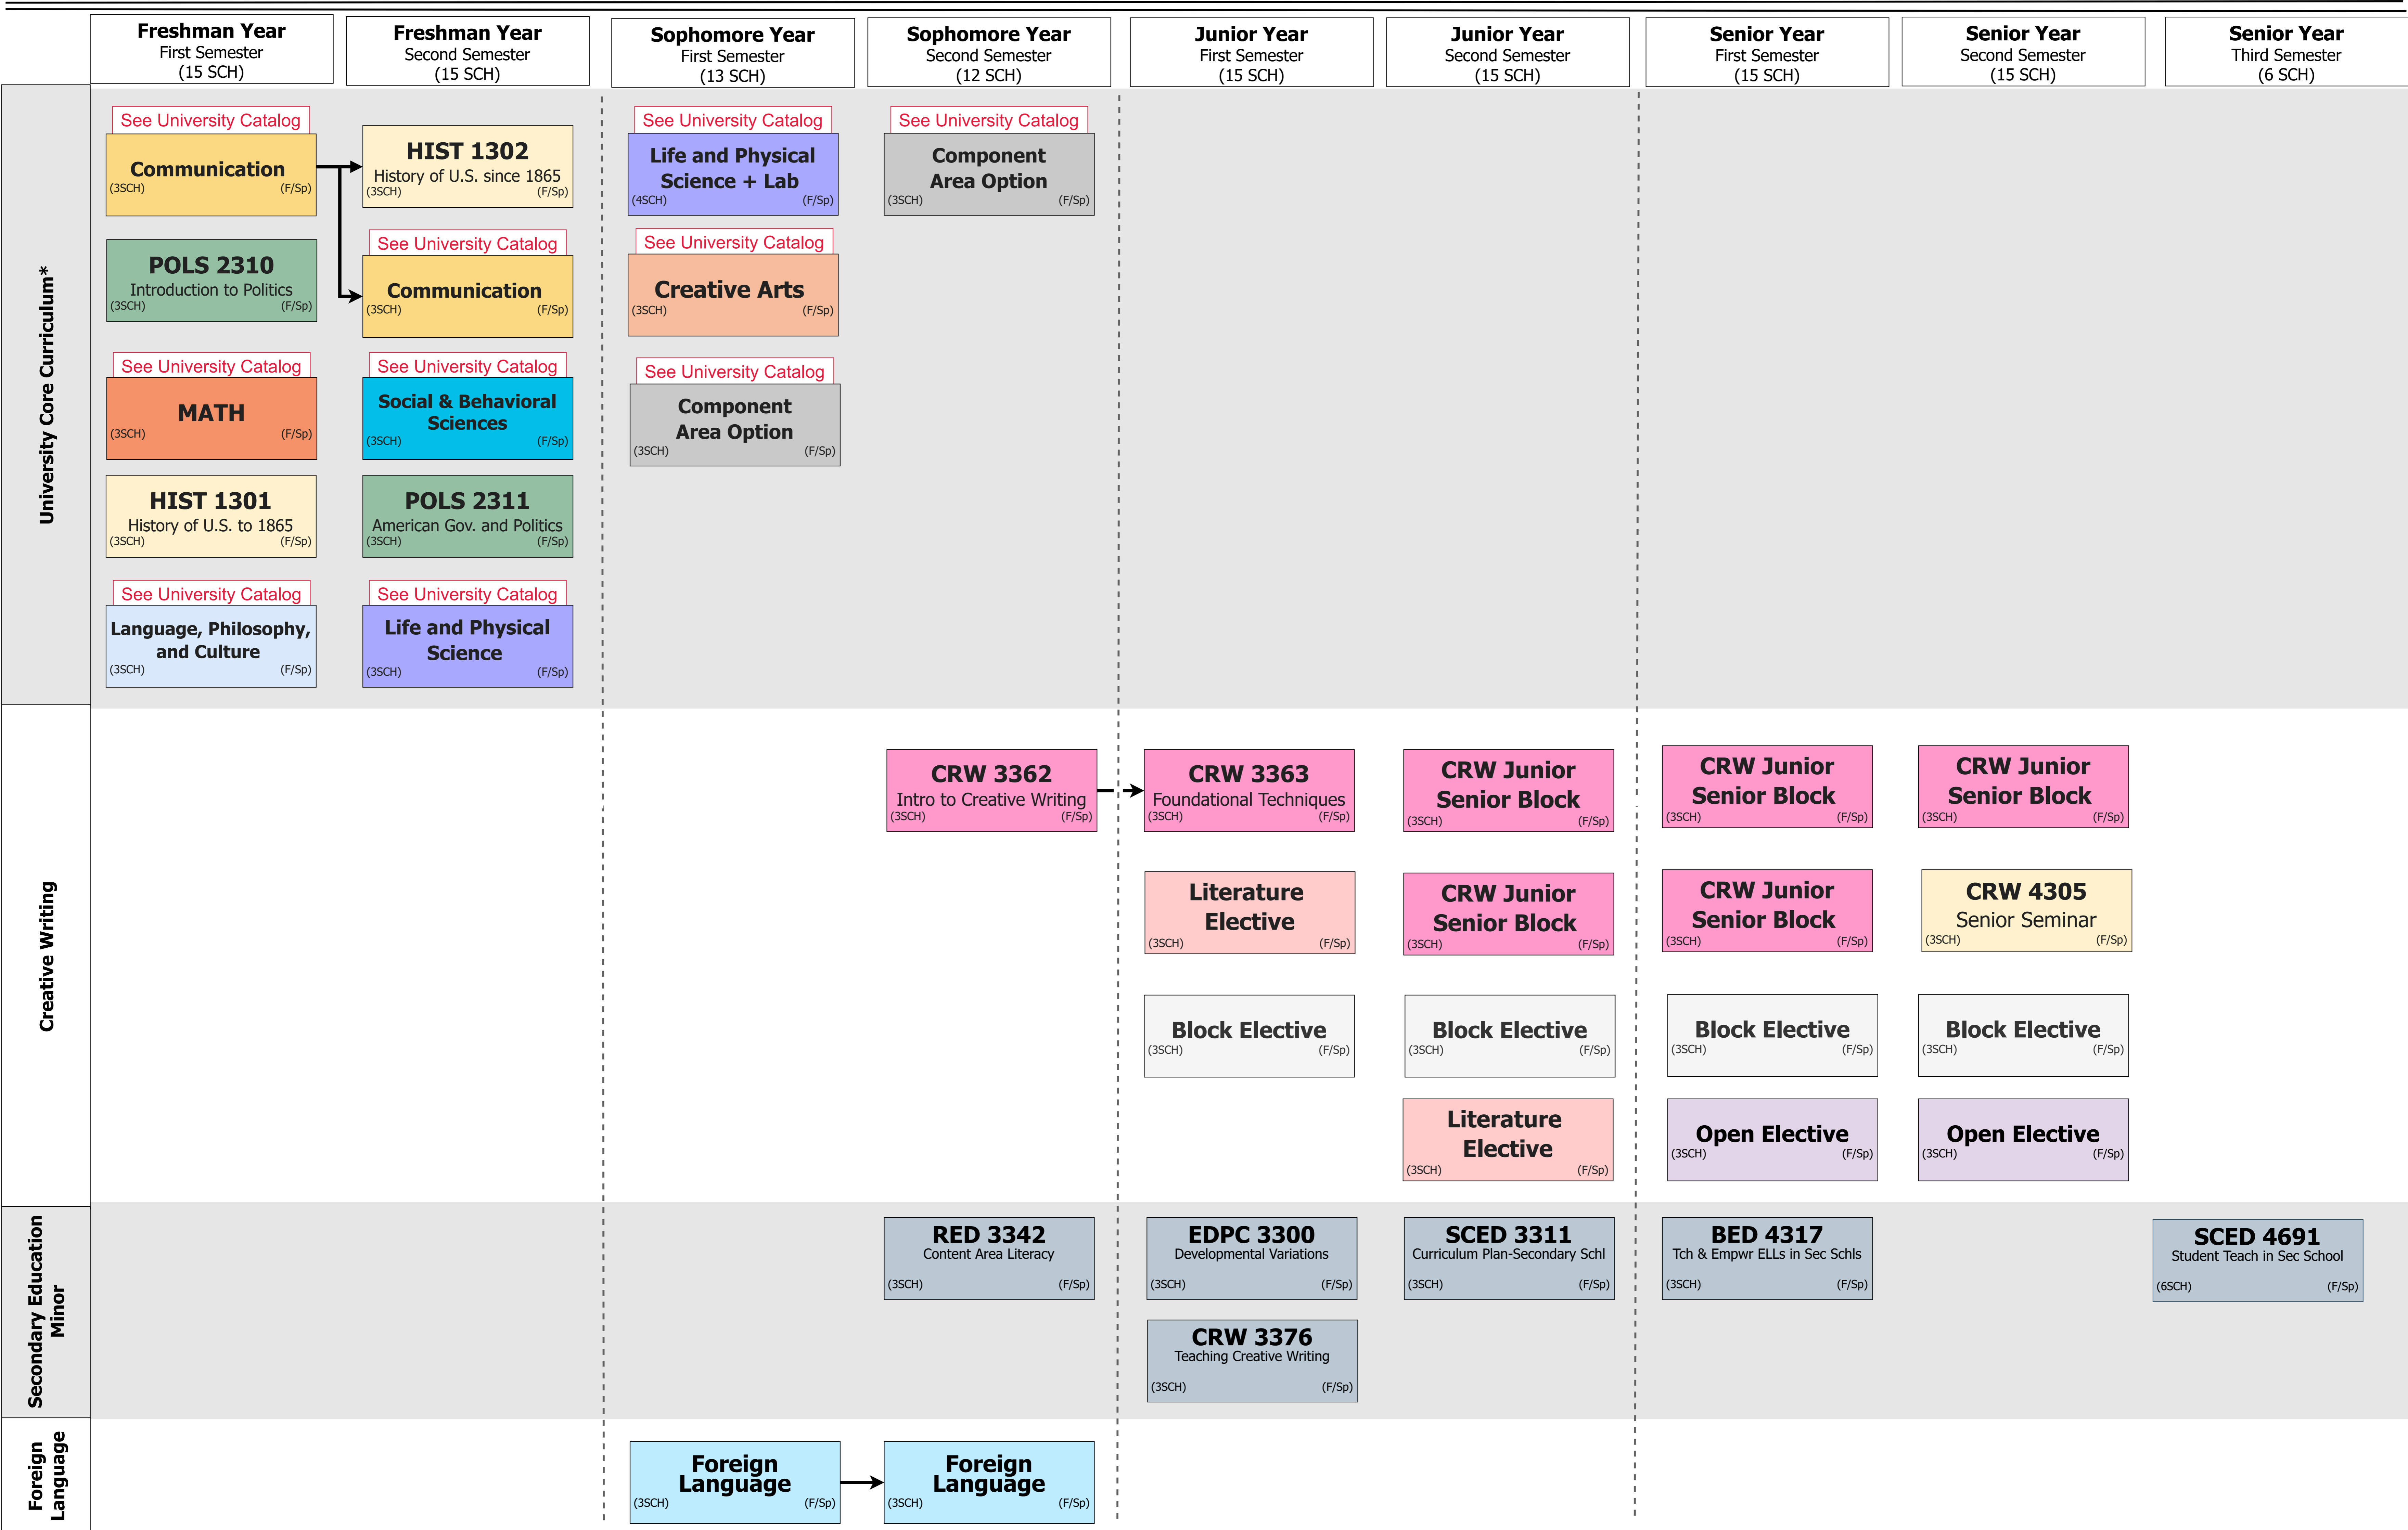 Freshman Year
First Semester
(15 SCH)
Freshman Year
Second Semester
(15 SCH)
Sophomore Year
First Semester
(13 SCH)
Sophomore Year
Second Semester
(12 SCH)
Junior Year
First Semester
(15 SCH)
Junior Year
Second Semester
(15 SCH)
Senior Year
First Semester
(15 SCH)
Senior Year
Second Semester
(15 SCH)
Senior Year
Third Semester
(6 SCH)
University Core Curriculum*
See University Catalog
Communication
(3SCH) (F/Sp)
HIST 1302
History of U.S. since 1865
(3SCH) (F/Sp)
See University Catalog
Life and Physical
Science + Lab
(4SCH) (F/Sp)
See University Catalog
Component
Area Option
(3SCH) (F/Sp)
POLS 2310
Introduction to Politics
(3SCH) (F/Sp)
See University Catalog
Communication
(3SCH) (F/Sp)
See University Catalog
Creative Arts
(3SCH) (F/Sp)
See University Catalog
MATH
(3SCH) (F/Sp)
See University Catalog
Social & Behavioral
Sciences
(3SCH) (F/Sp)
See University Catalog
Component
Area Option
(3SCH) (F/Sp)
HIST 1301
History of U.S. to 1865
(3SCH) (F/Sp)
POLS 2311
American Gov. and Politics
(3SCH) (F/Sp)
See University Catalog
Language, Philosophy,
and Culture
(3SCH) (F/Sp)
See University Catalog
Life and Physical
Science
(3SCH) (F/Sp)
Creative Writing
CRW 3362
Intro to Creative Writing
(3SCH) (F/Sp)
CRW 3363
Foundational Techniques
(3SCH) (F/Sp)
CRW Junior
Senior Block
(3SCH) (F/Sp)
CRW Junior
Senior Block
(3SCH) (F/Sp)
CRW Junior
Senior Block
(3SCH) (F/Sp)
Literature
Elective
(3SCH) (F/Sp)
CRW Junior
Senior Block
(3SCH) (F/Sp)
CRW Junior
Senior Block
(3SCH) (F/Sp)
CRW 4305
Senior Seminar
(3SCH) (F/Sp)
Block Elective
(3SCH) (F/Sp)
Block Elective
(3SCH) (F/Sp)
Block Elective
(3SCH) (F/Sp)
Block Elective
(3SCH) (F/Sp)
Literature
Elective
(3SCH) (F/Sp)
Open Elective
(3SCH) (F/Sp)
Open Elective
(3SCH) (F/Sp)
Secondary Education
Minor
RED 3342
Content Area Literacy
(3SCH) (F/Sp)
EDPC 3300
Developmental Variations
(3SCH) (F/Sp)
SCED 3311
Curriculum Plan-Secondary Schl
(3SCH) (F/Sp)
BED 4317
Tch & Empwr ELLs in Sec Schls
(3SCH) (F/Sp)
SCED 4691
Student Teach in Sec School
(6SCH) (F/Sp)
CRW 3376
Teaching Creative Writing
(3SCH) (F/Sp)
Foreign
Language
Foreign
Language
(3SCH) (F/Sp)
Foreign
Language
(3SCH) (F/Sp)